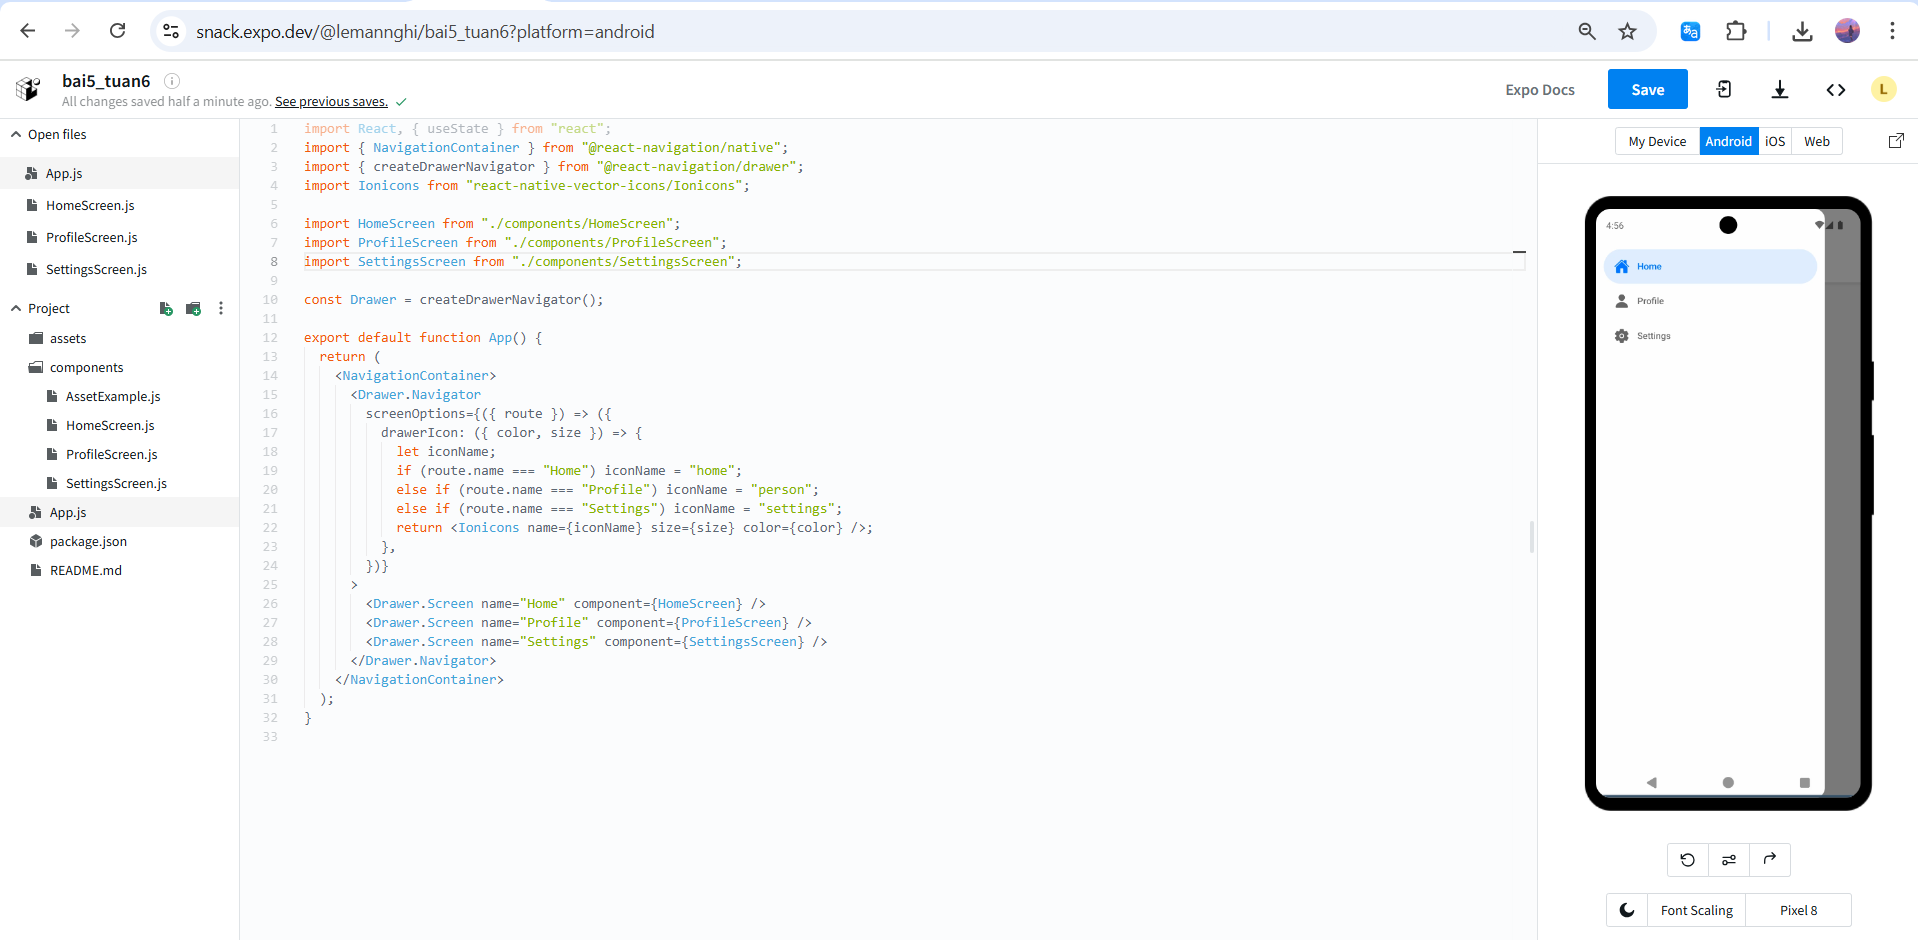 snack.expo.dev/@lemannghi/bai5_tuan6?platform=android
bai5_tuan6
All changes saved half a minute ago. See previous saves.
Expo Docs
Save
L
Open files
App.js
HomeScreen.js
ProfileScreen.js
SettingsScreen.js
Project
assets
components
AssetExample.js
HomeScreen.js
ProfileScreen.js
SettingsScreen.js
App.js
package.json
README.md
1 import React, { useState } from "react";
2 import { NavigationContainer } from "@react-navigation/native";
3 import { createDrawerNavigator } from "@react-navigation/drawer";
4 import Ionicons from "react-native-vector-icons/Ionicons";
5
6 import HomeScreen from "./components/HomeScreen";
7 import ProfileScreen from "./components/ProfileScreen";
8 import SettingsScreen from "./components/SettingsScreen";
9
10 const Drawer = createDrawerNavigator();
11
12 export default function App() {
13 return (
14 <NavigationContainer>
15 <Drawer.Navigator
16 screenOptions={({ route }) => ({
17 drawerIcon: ({ color, size }) => {
18 let iconName;
19 if (route.name === "Home") iconName = "home";
20 else if (route.name === "Profile") iconName = "person";
21 else if (route.name === "Settings") iconName = "settings";
22 return <Ionicons name={iconName} size={size} color={color} />;
23 },
24 })}
25 >
26 <Drawer.Screen name="Home" component={HomeScreen} />
27 <Drawer.Screen name="Profile" component={ProfileScreen} />
28 <Drawer.Screen name="Settings" component={SettingsScreen} />
29 </Drawer.Navigator>
30 </NavigationContainer>
31 );
32 }
33
My Device Android iOS Web
4:56
Home
Profile
Settings
Font Scaling
Pixel 8